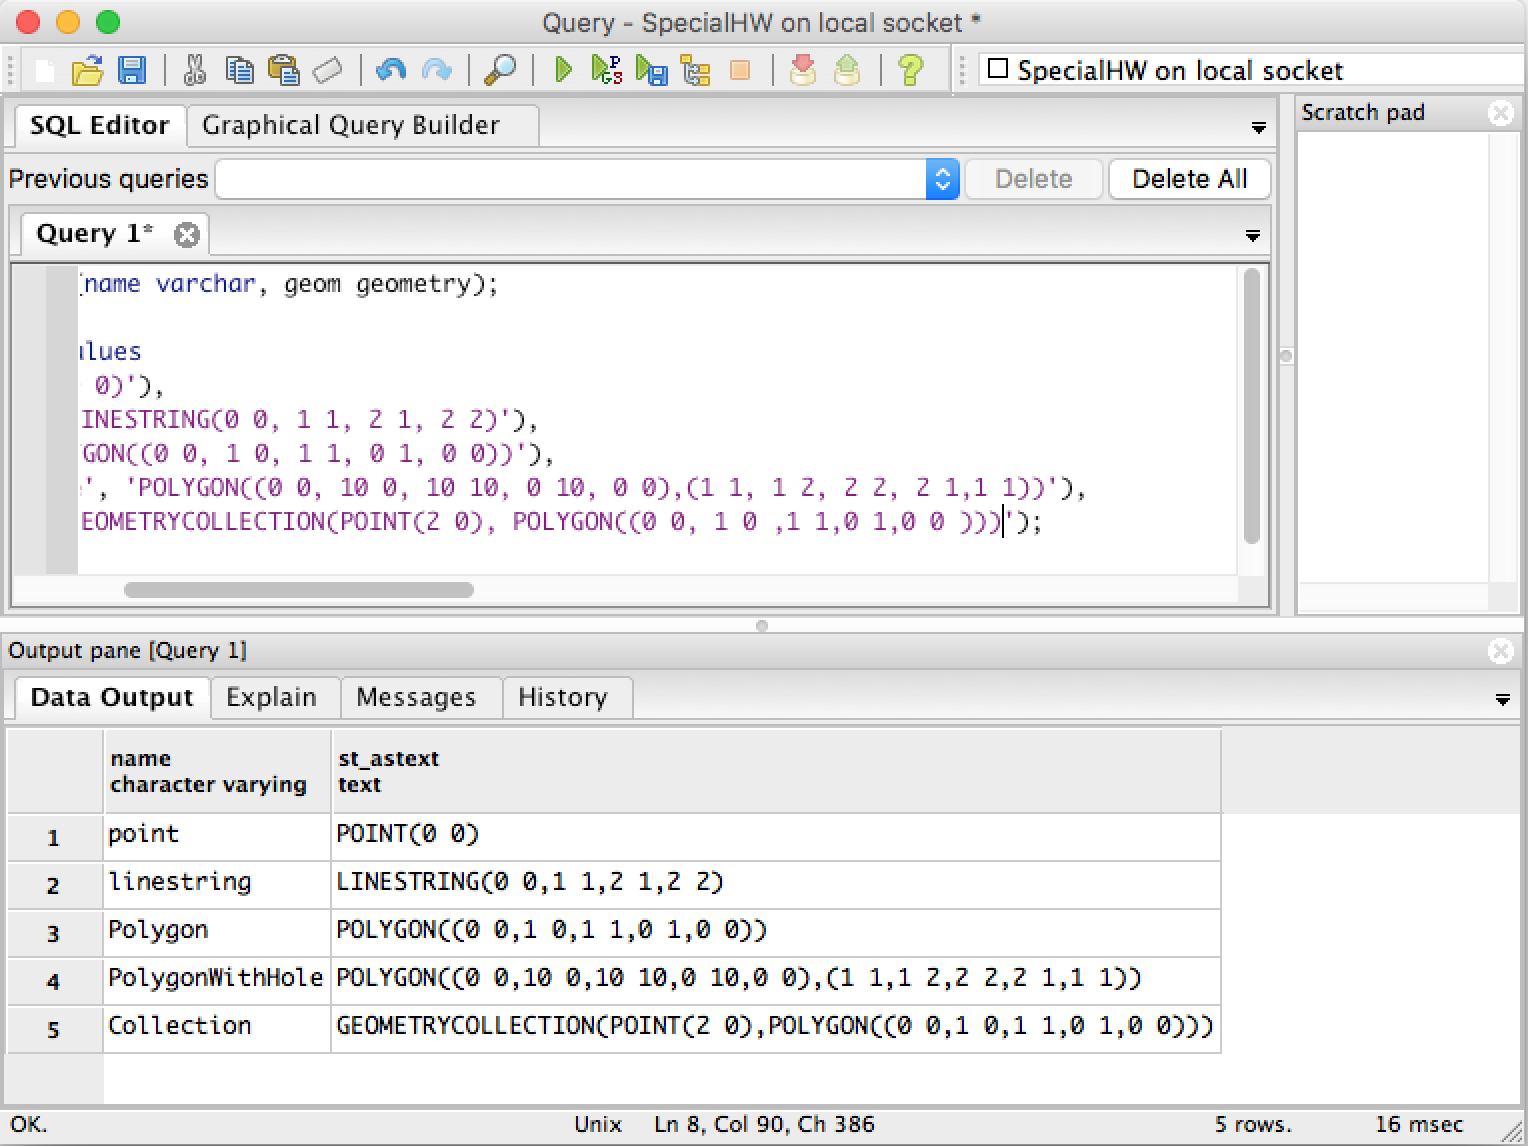 Query - SpecialHW on local socket *
SpecialHW on local socket
SQL Editor Graphical Query Builder
Scratch pad
Previous queries Delete Delete All
Query 1*
(name varchar, geom geometry);
alues
0)'),
INESTRING(0 0, 1 1, 2 1, 2 2)'),
GON((0 0, 1 0, 1 1, 0 1, 0 0))'),
', 'POLYGON((0 0, 10 0, 10 10, 0 10, 0 0),(1 1, 1 2, 2 2, 2 1,1 1))'),
EOMETRYCOLLECTION(POINT(2 0), POLYGON((0 0, 1 0 ,1 1,0 1,0 0 )))');
Output pane [Query 1]
Data Output Explain Messages History
name st_astext
character varying text
1 point POINT(0 0)
2 linestring LINESTRING(0 0,1 1,2 1,2 2)
3 Polygon POLYGON((0 0,1 0,1 1,0 1,0 0))
4 PolygonWithHole POLYGON((0 0,10 0,10 10,0 10,0 0),(1 1,1 2,2 2,2 1,1 1))
5 Collection GEOMETRYCOLLECTION(POINT(2 0),POLYGON((0 0,1 0,1 1,0 1,0 0)))
OK. Unix Ln 8, Col 90, Ch 386 5 rows. 16 msec